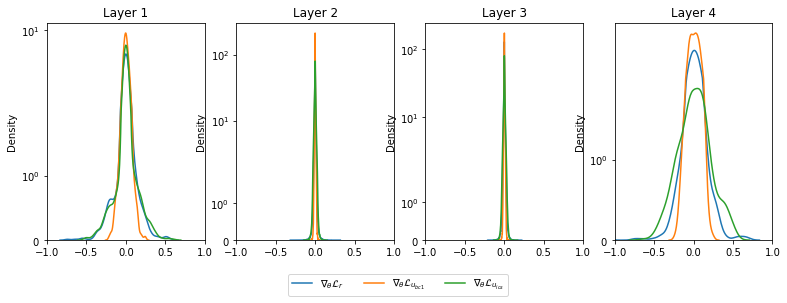 Layer 1 Layer 2 Layer 3 Layer 4
Density Density Density Density
10¹ 10² 10² 10⁰ 0
10⁰ 10¹ 10¹
0 10⁰ 0 10⁰ 0
−1.0 −0.5 0.0 0.5 1.0 −1.0 −0.5 0.0 0.5 1.0 −1.0 −0.5 0.0 0.5 1.0 −1.0 −0.5 0.0 0.5 1.0
∇θℒr ∇θℒu_bc1 ∇θℒu_ics